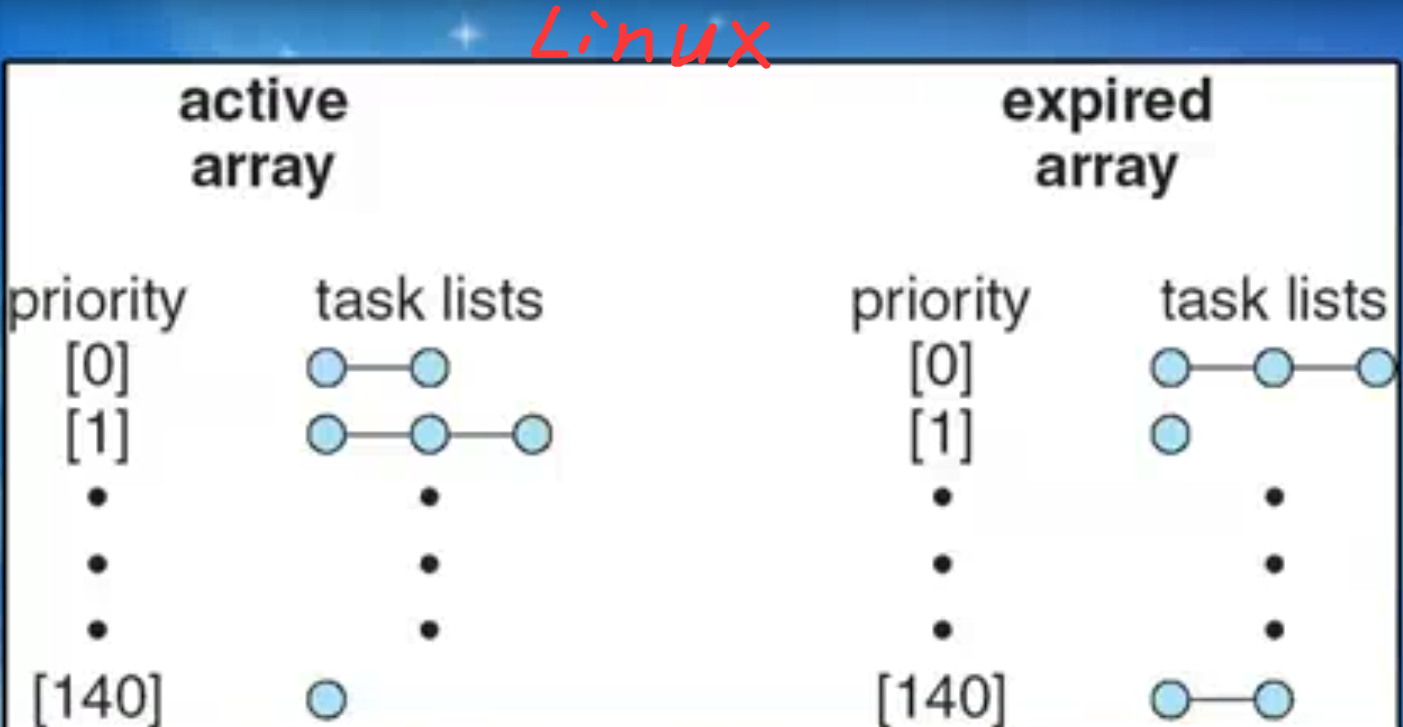 Linux
active expired
array array
priority task lists priority task lists
[0] [0]
[1] [1]
[140] [140]